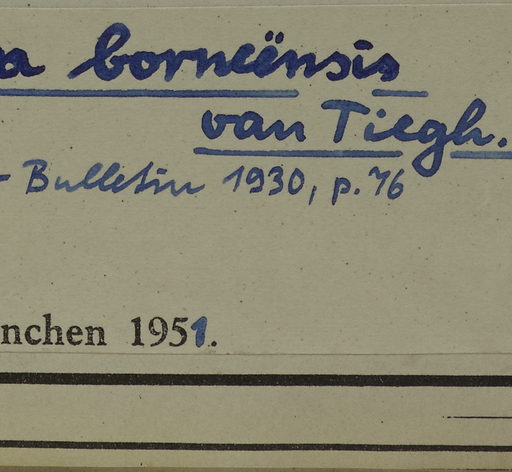 a borneënsis
van Tiegh.
- Bulletin 1930, p. 76
nchen 1951.